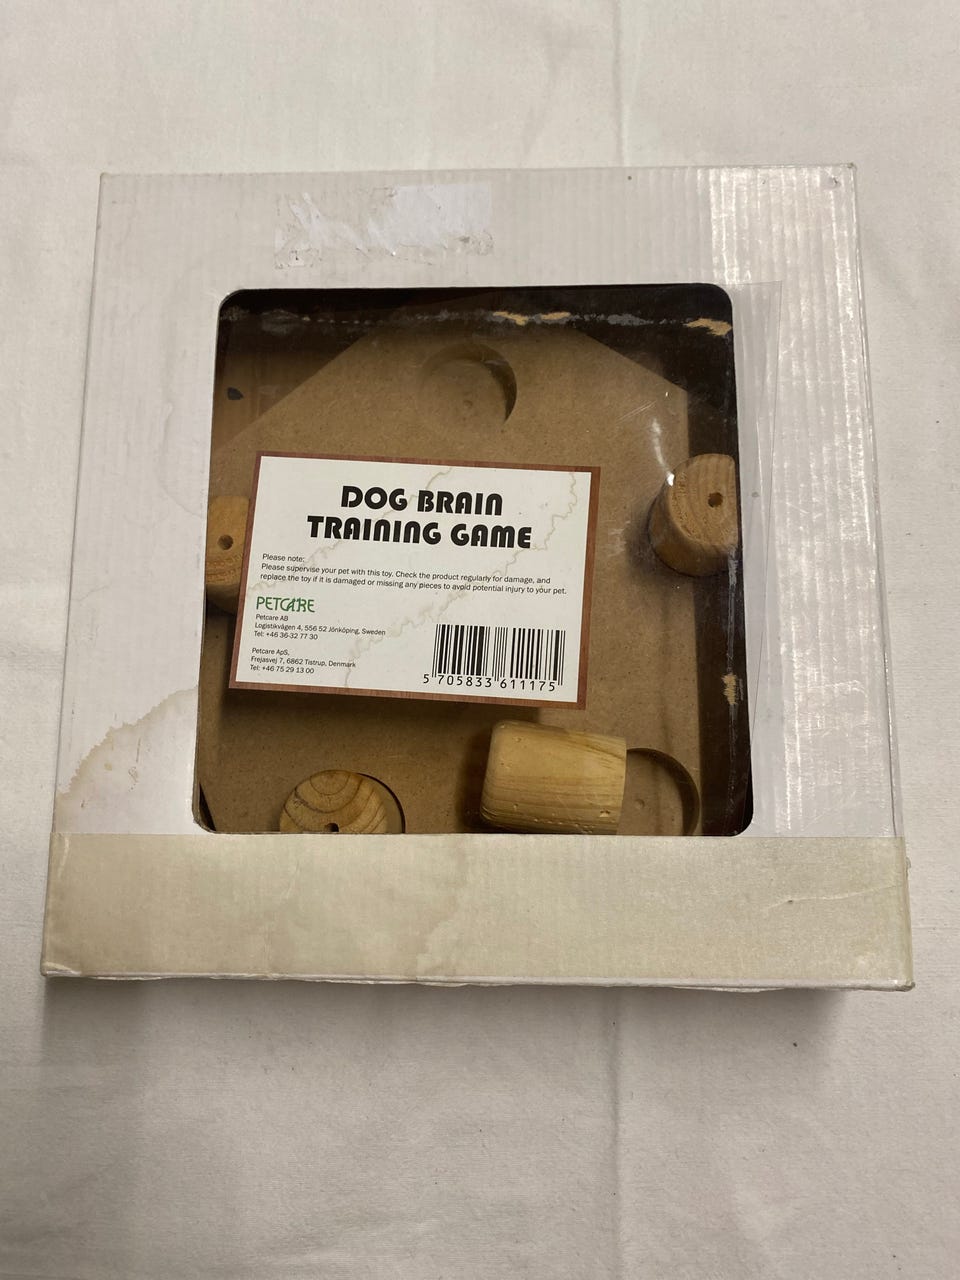 DOG BRAIN
TRAINING GAME
Please note:
Please supervise your pet with this toy. Check the product regularly for damage, and
replace the toy if it is damaged or missing any pieces to avoid potential injury to your pet.
PETCARE
Petcare AB
Logistikvägen 4, 556 52 Jönköping, Sweden
Tel: +46 36-32 77 30
Petcare ApS,
Frejasvej 7, 6862 Tistrup, Denmark
Tel: +46 75 29 13 00
5 705833 611175